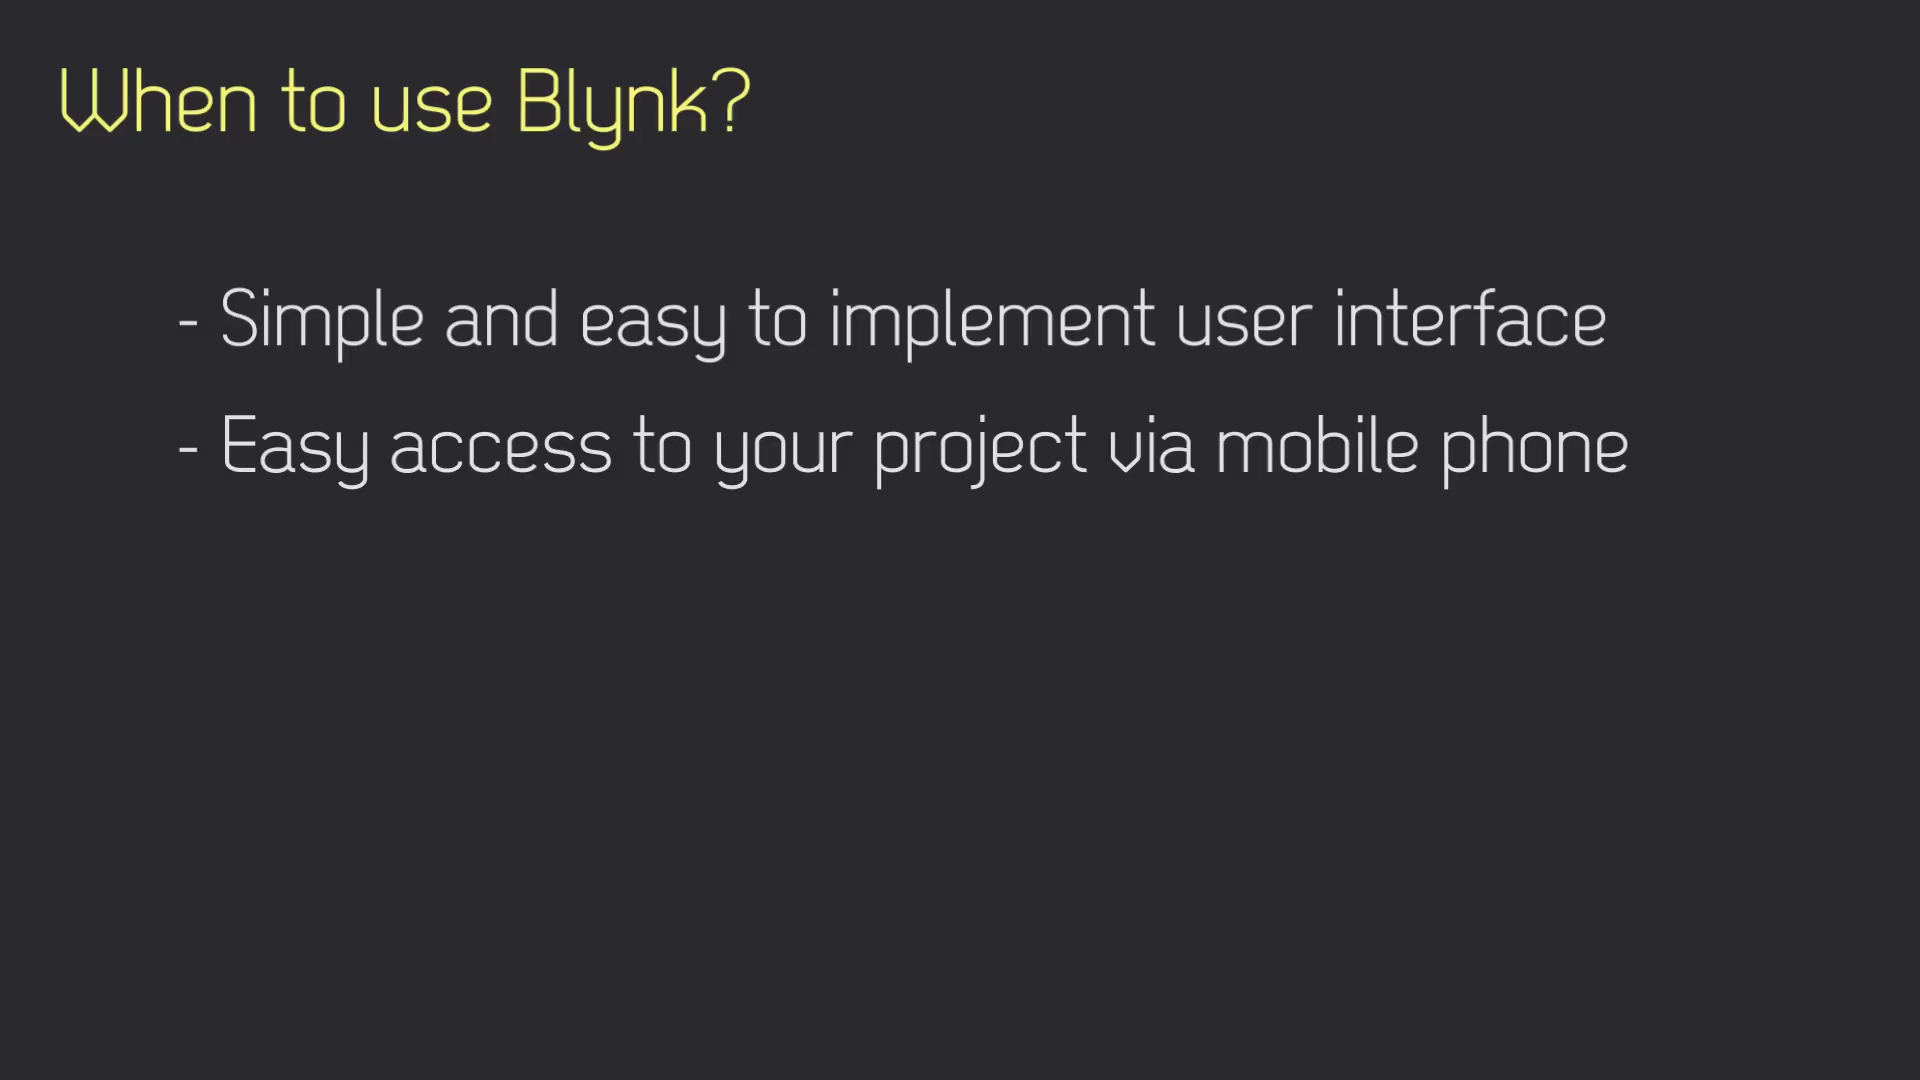 When to use Blynk?
- Simple and easy to implement user interface
- Easy access to your project via mobile phone